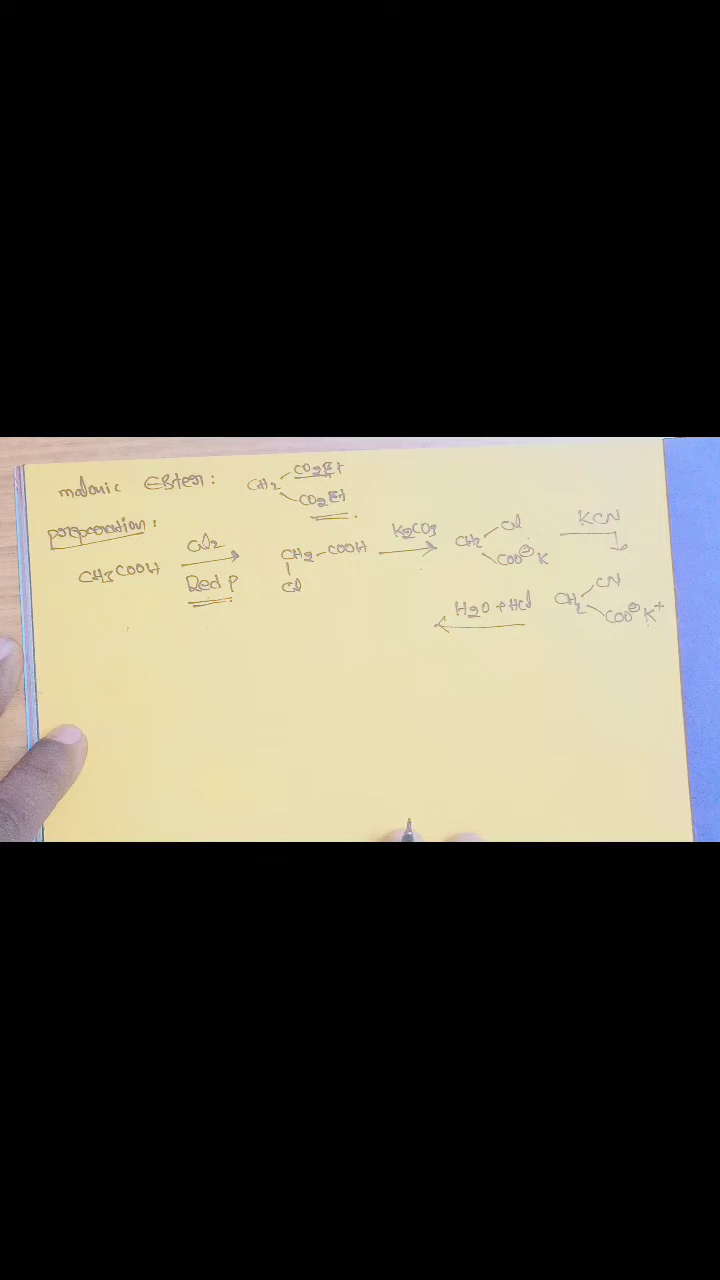 malonic Ester: CH2 CO2Et
CO2Et
preparation:
CH3COOH Cl2 CH2-COOH K2CO3 CH2 Cl KCN
Red P Cl COO⊖K
H2O+HCl CH2 CN
COO⊖K+